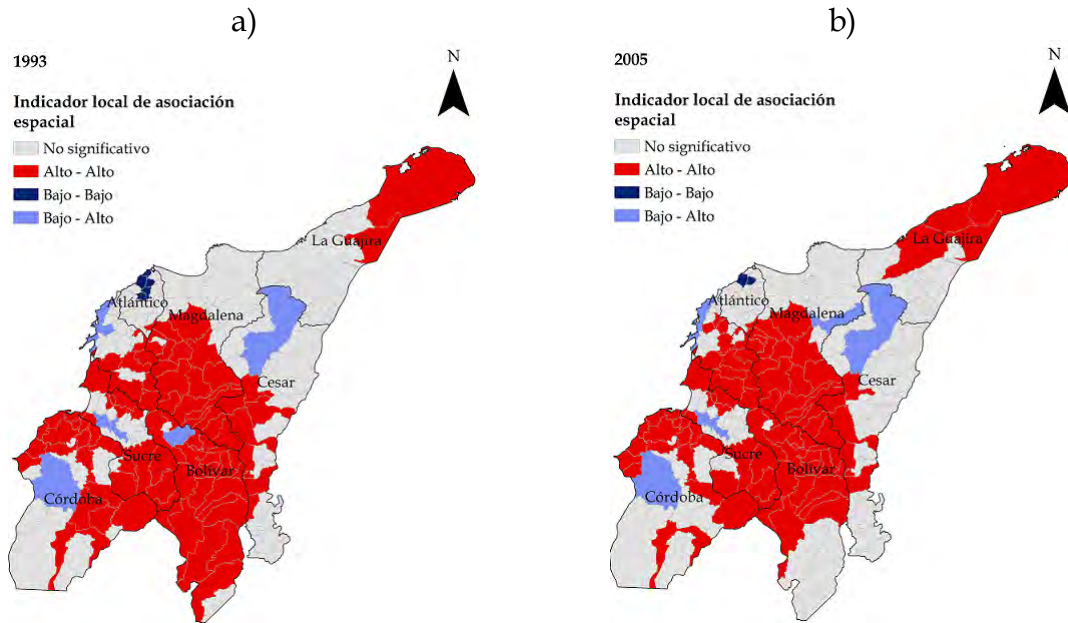 a)
1993
N
Indicador local de asociación
espacial
No significativo
Alto - Alto
Bajo - Bajo
Bajo - Alto
La Guajira
Atlántico
Magdalena
Cesar
Sucre
Bolívar
Córdoba
b)
2005
N
Indicador local de asociación
espacial
No significativo
Alto - Alto
Bajo - Bajo
Bajo - Alto
La Guajira
Atlántico
Magdalena
Cesar
Sucre
Bolívar
Córdoba